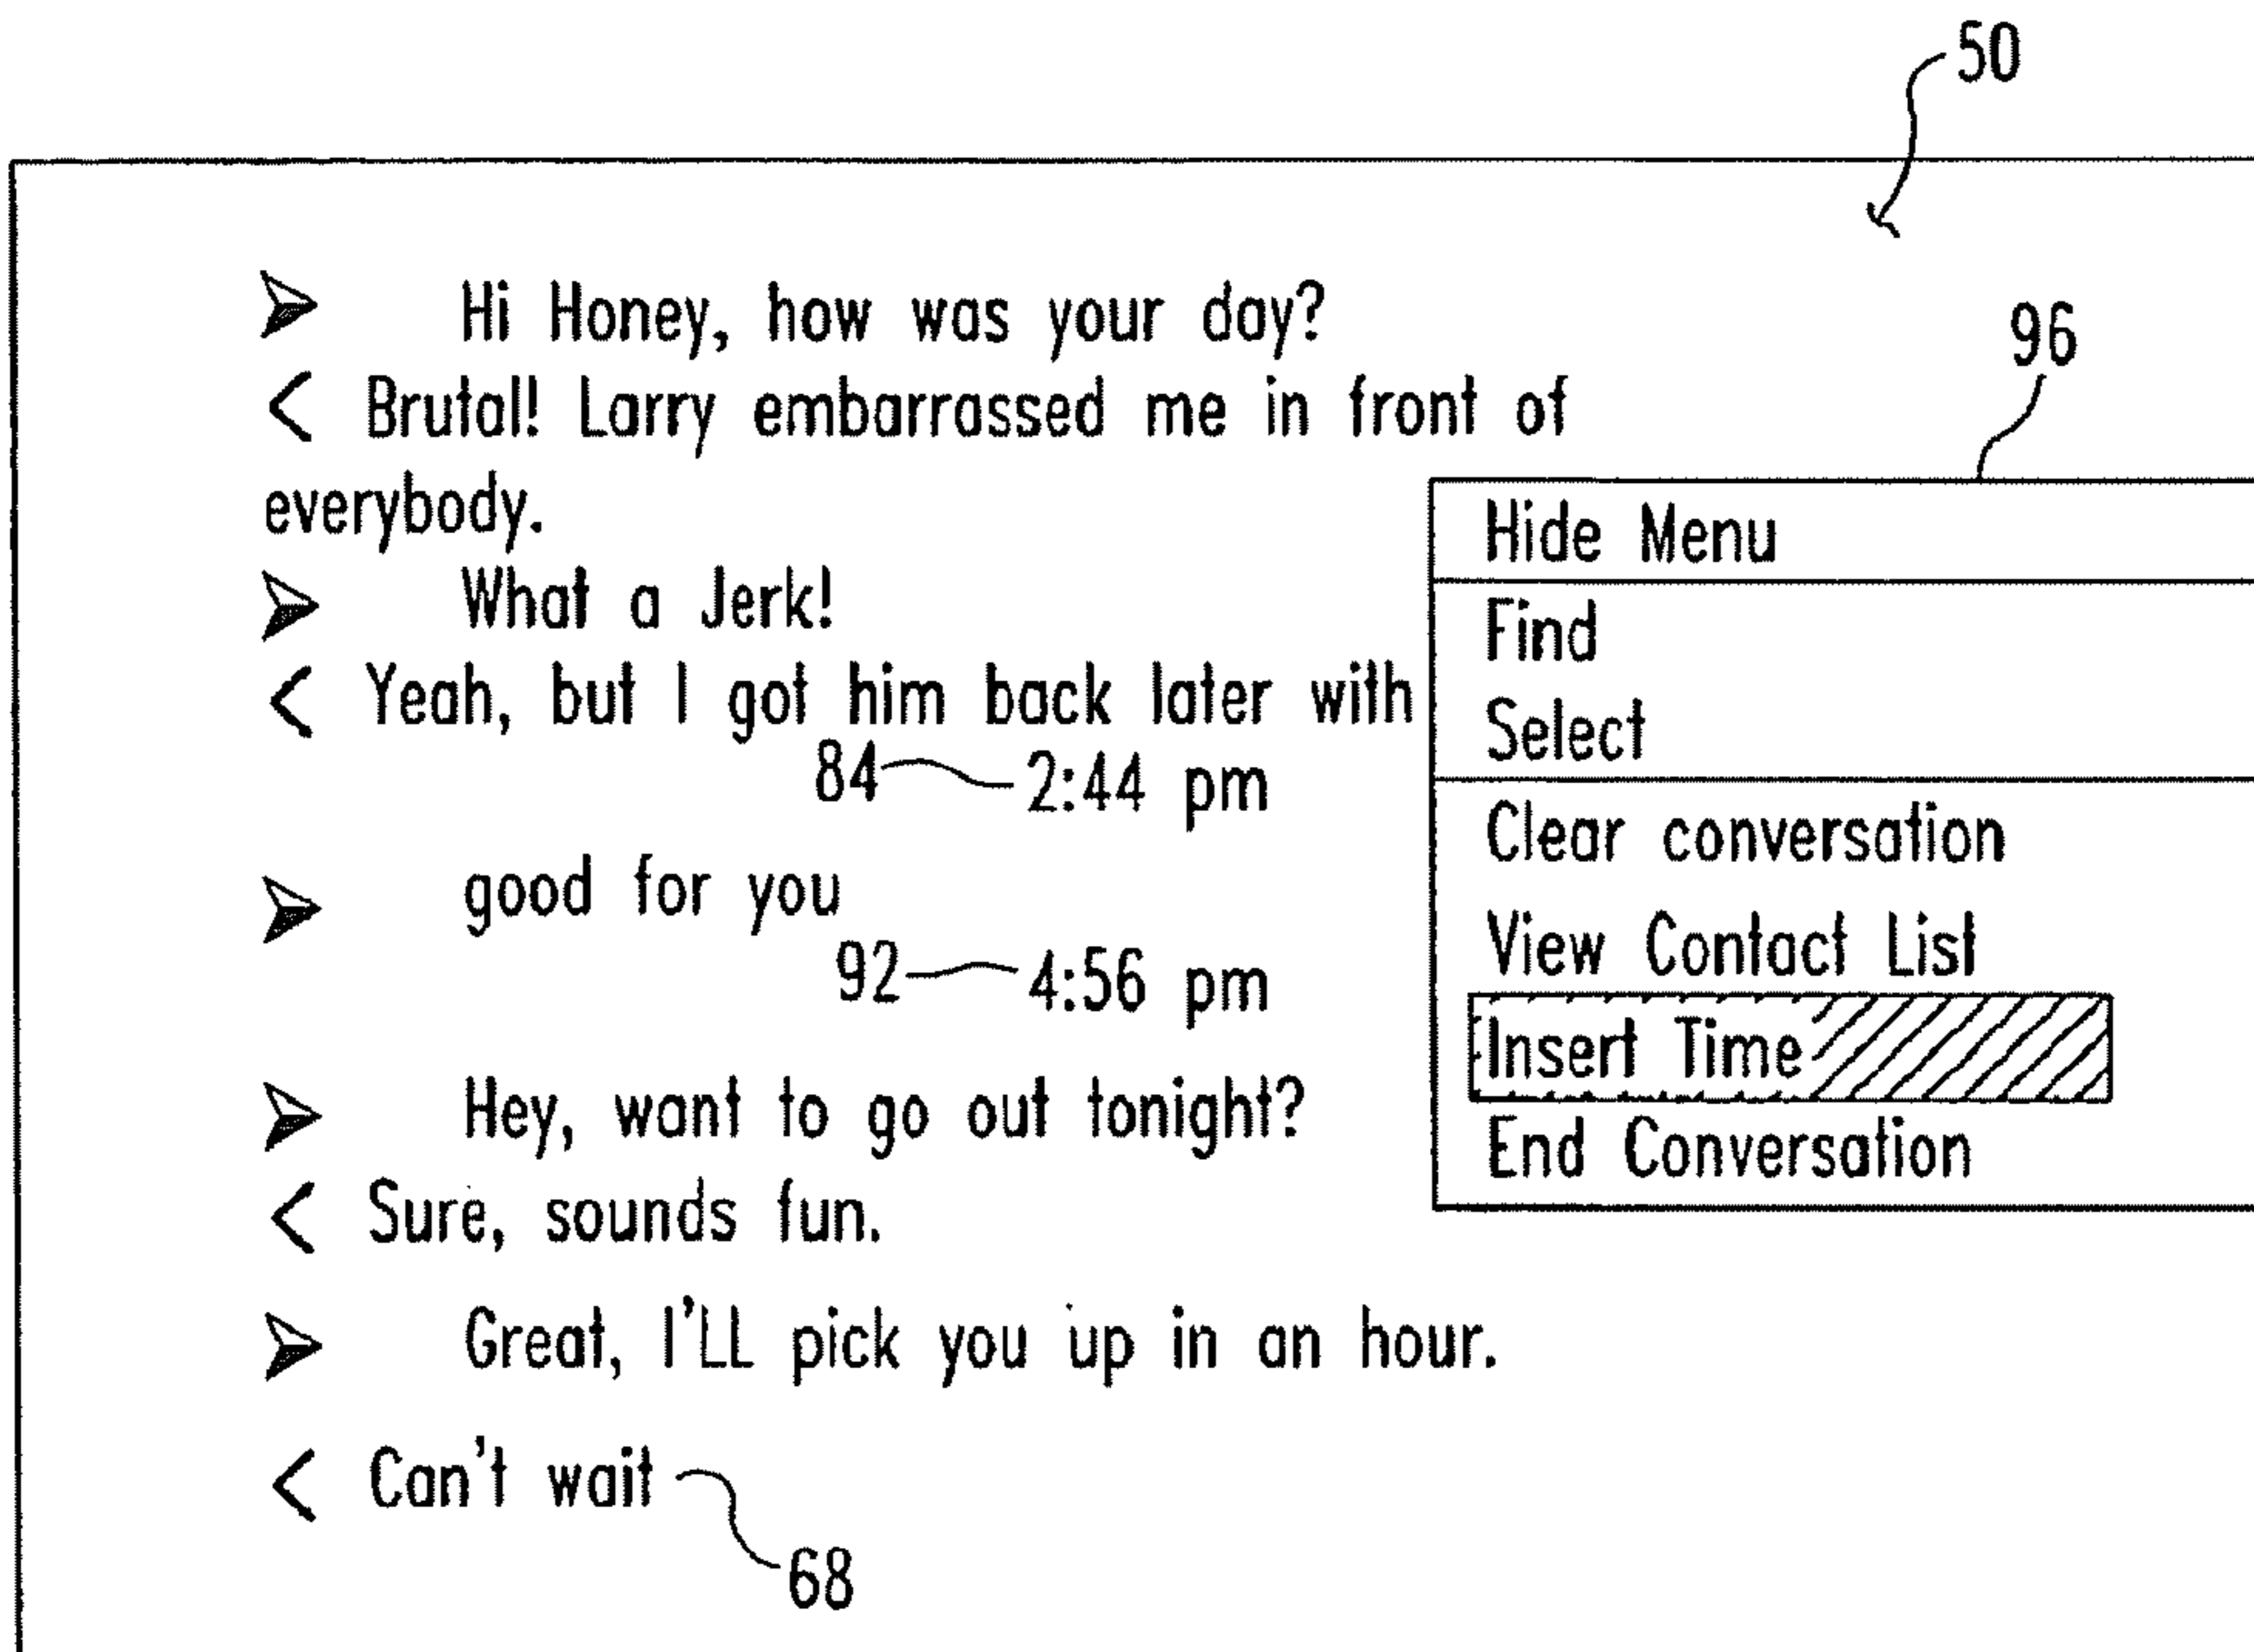 50
➢ Hi Honey, how was your day?
< Brutal! Larry embarrassed me in front of
everybody.
➢ What a Jerk!
< Yeah, but I got him back later with
84 2:44 pm
➢ good for you
92 4:56 pm
➢ Hey, want to go out tonight?
< Sure, sounds fun.
➢ Great, I'LL pick you up in an hour.
< Can't wait
68
96
Hide Menu
Find
Select
Clear conversation
View Contact List
Insert Time
End Conversation